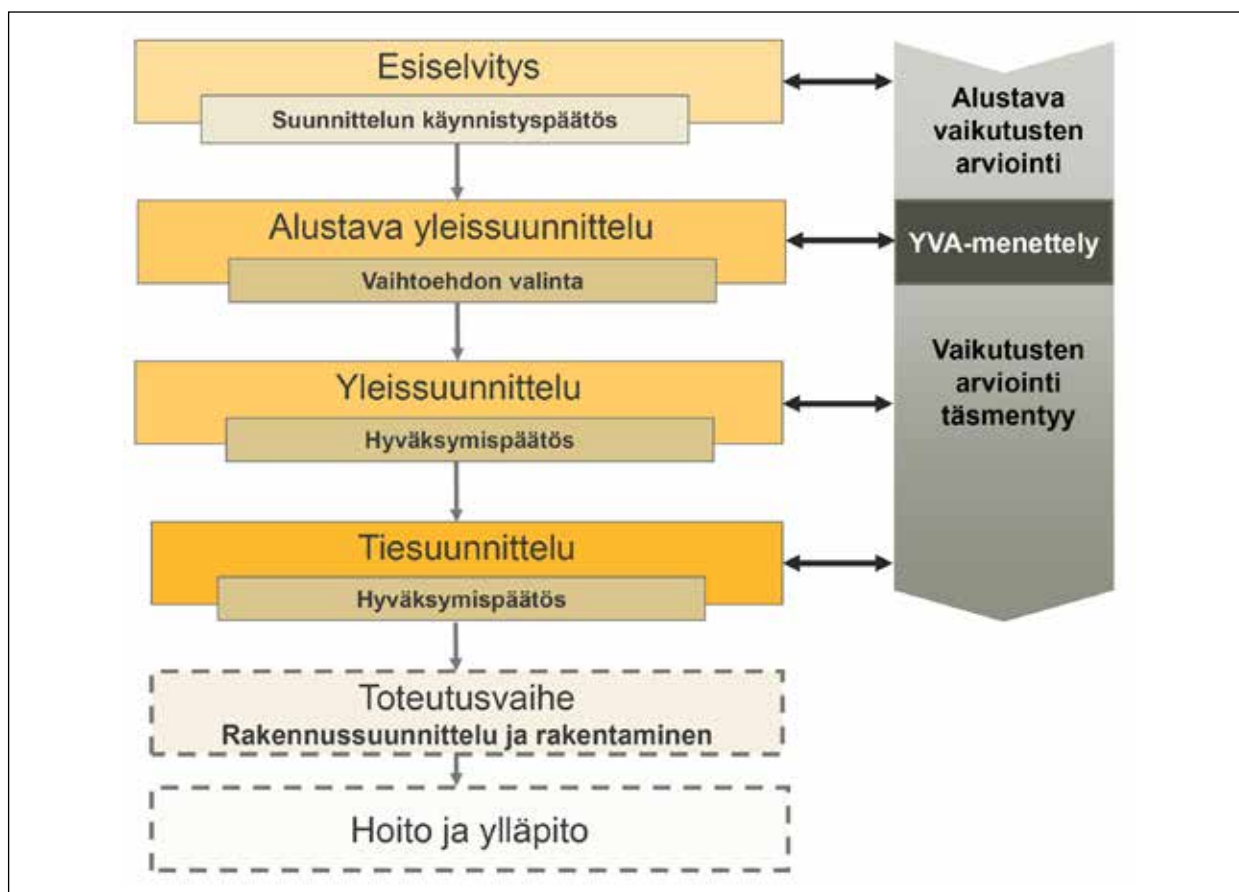 Esiselvitys
Suunnittelun käynnistyspäätös
Alustava
vaikutusten
arviointi
Alustava yleissuunnittelu
Vaihtoehdon valinta
YVA-menettely
Yleissuunnittelu
Hyväksymispäätös
Vaikutusten
arviointi
täsmentyy
Tiesuunnittelu
Hyväksymispäätös
Toteutusvaihe
Rakennussuunnittelu ja rakentaminen
Hoito ja ylläpito